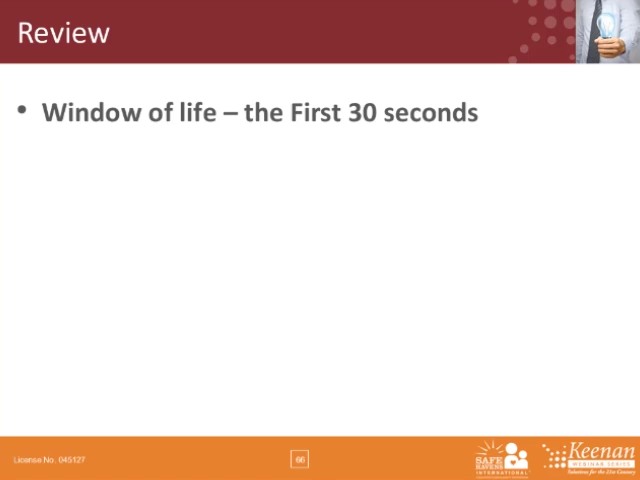 Review
• Window of life – the First 30 seconds
License No. 045127
66
SAFE
HAVENS
INTERNATIONAL
Keenan
WEBINAR SERIES
Solutions for the 21st Century